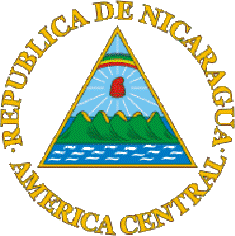 REPUBLICA DE NICARAGUA
· AMERICA CENTRAL ·